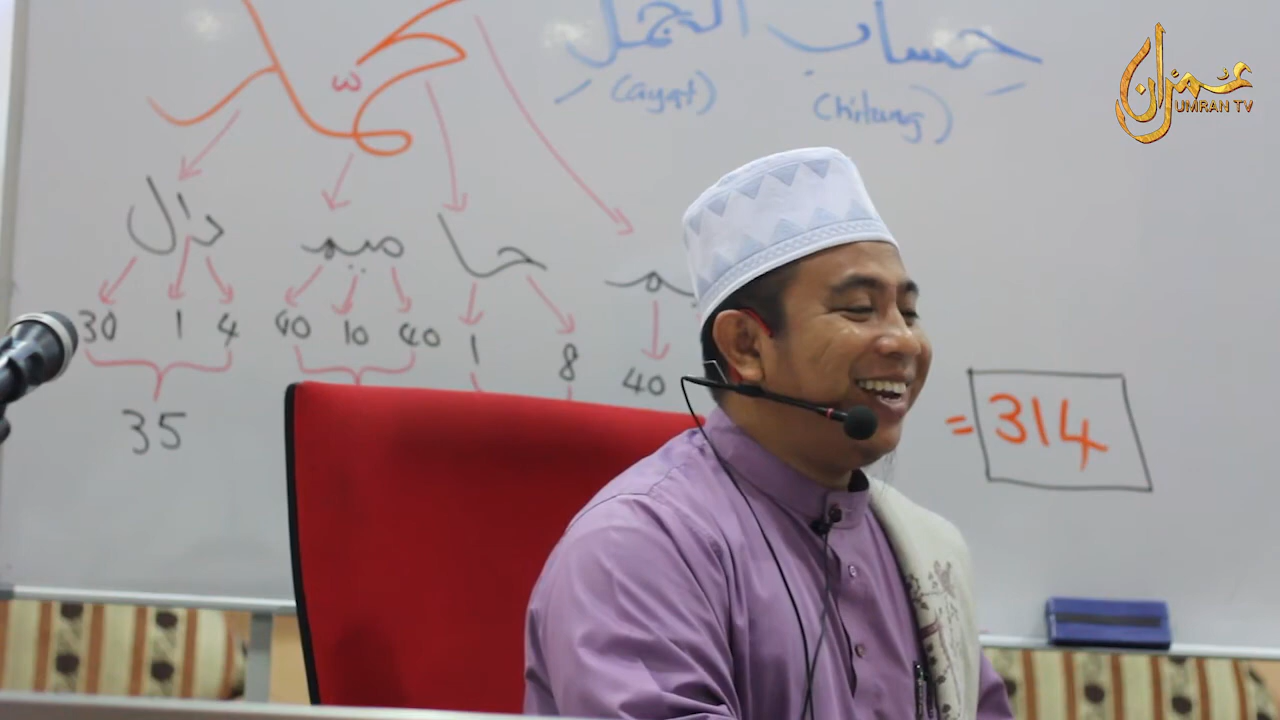 حساب الجمل
(hitung) (ayat)
محمد
دال ميم حا ميم
30 1 4 40 10 40 1 8 40
35
= 314
عمران
UMRAN TV